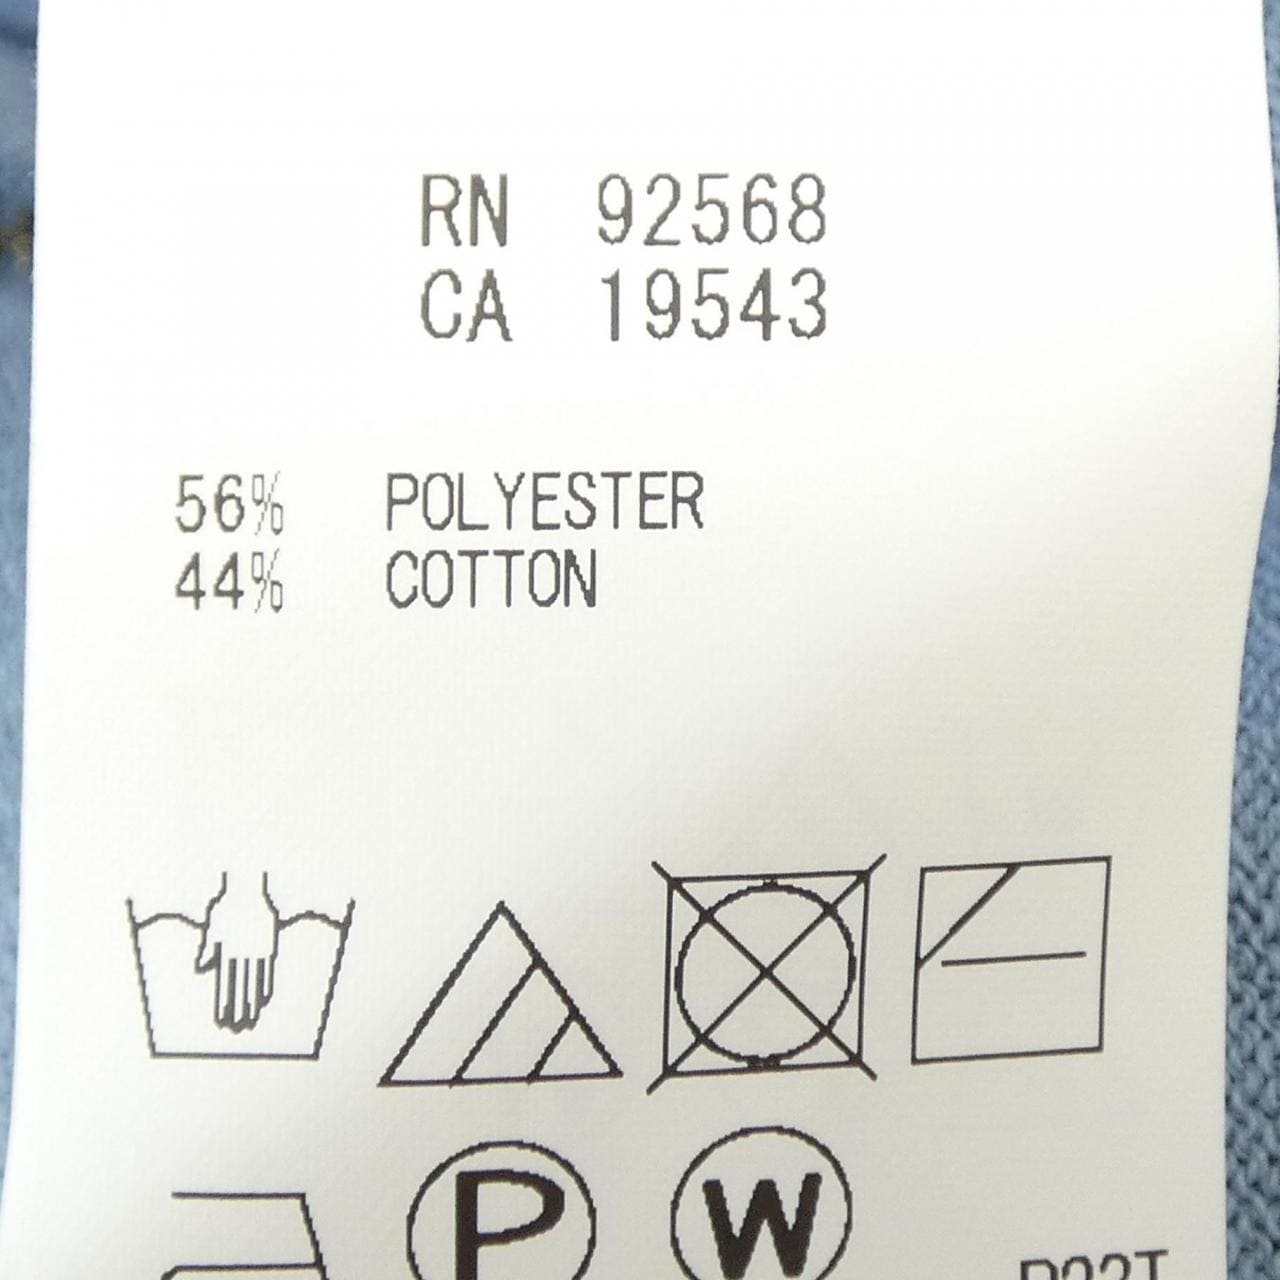 RN 92568
CA 19543
56% POLYESTER
44% COTTON
P W